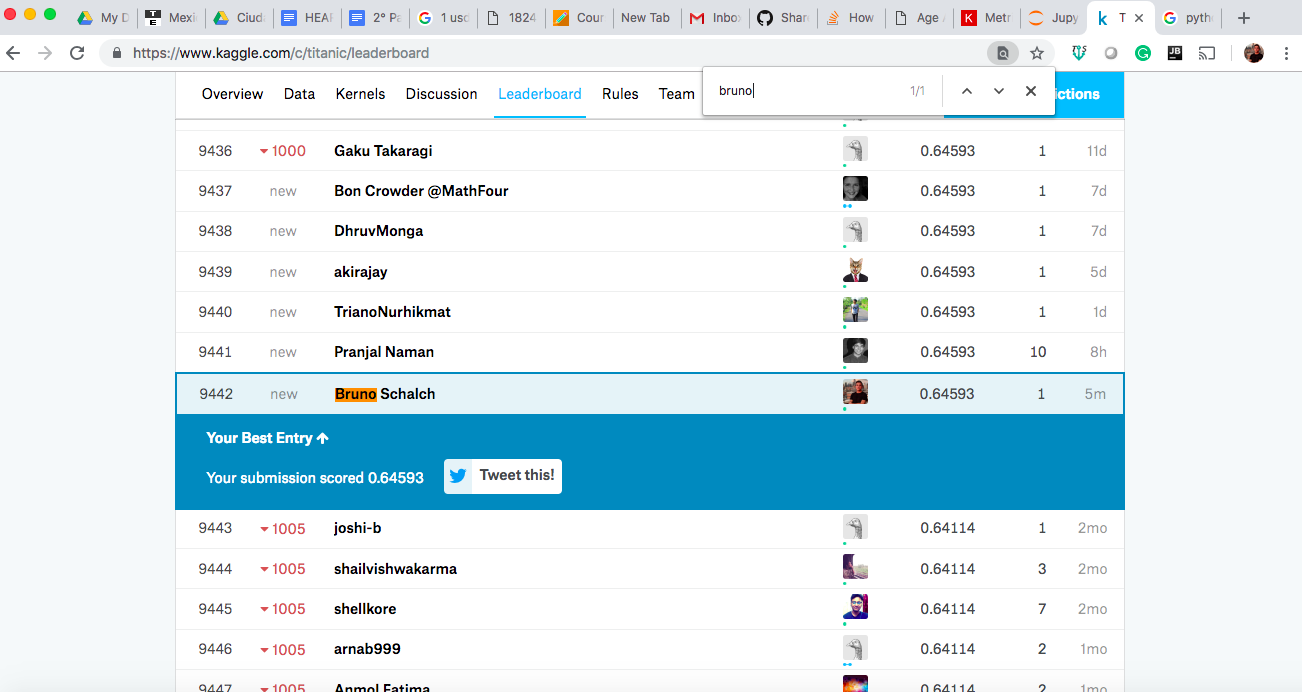 My D Mexi Ciud HEAF 2° Pa 1 usd 1824 Cour New Tab Inbo Shar How Age Metr Jupy T pyth
https://www.kaggle.com/c/titanic/leaderboard
bruno 1/1
Overview Data Kernels Discussion Leaderboard Rules Team ictions
9436 1000 Gaku Takaragi 0.64593 1 11d
9437 new Bon Crowder @MathFour 0.64593 1 7d
9438 new DhruvMonga 0.64593 1 7d
9439 new akirajay 0.64593 1 5d
9440 new TrianoNurhikmat 0.64593 1 1d
9441 new Pranjal Naman 0.64593 10 8h
9442 new Bruno Schalch 0.64593 1 5m
Your Best Entry
Your submission scored 0.64593 Tweet this!
9443 1005 joshi-b 0.64114 1 2mo
9444 1005 shailvishwakarma 0.64114 3 2mo
9445 1005 shellkore 0.64114 7 2mo
9446 1005 arnab999 0.64114 2 1mo
9447 1005 Anmol Fatima 0.64114 2 1mo